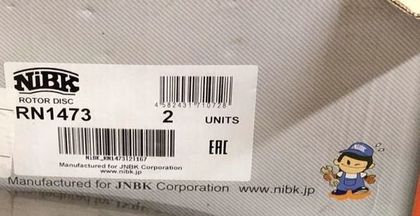 NiBK
ROTOR DISC
RN1473
4582431710728
2 UNITS
EAC
NiBK_RN1473121167
Manufactured for JNBK Corporation
www.nibk.jp
Manufactured for JNBK Corporation www.nibk.jp